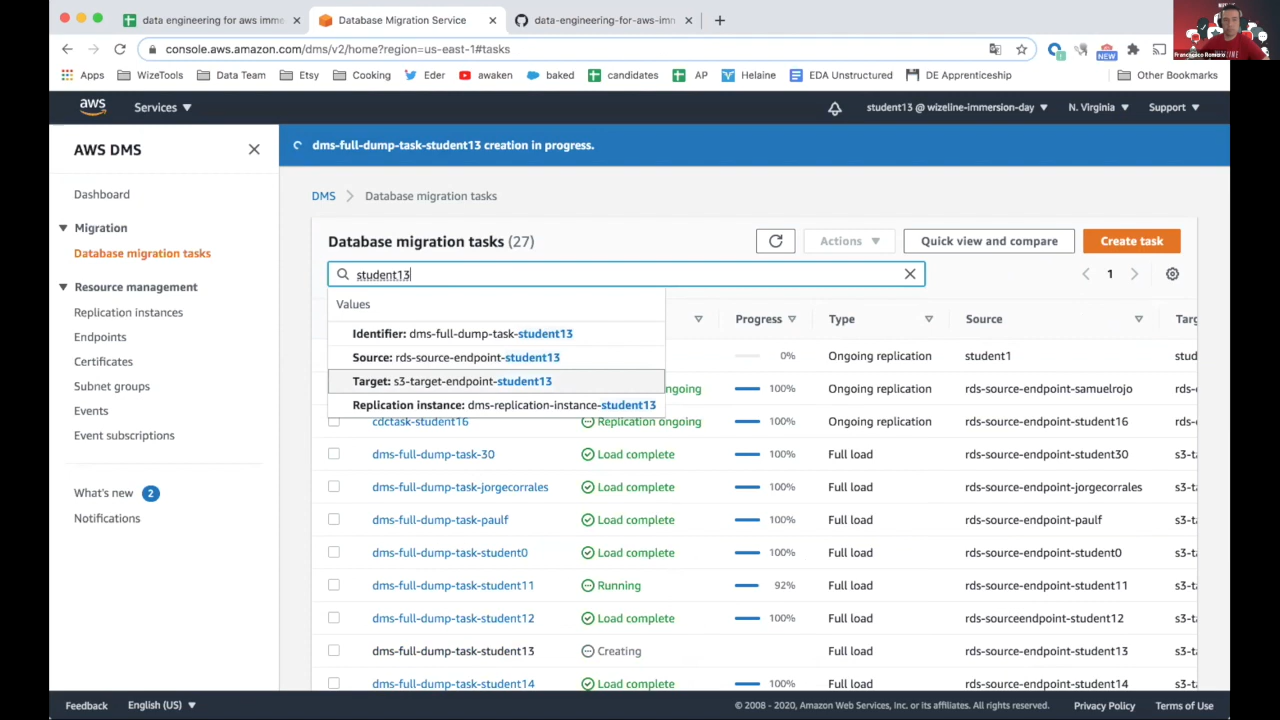 data engineering for aws imme
Database Migration Service
data-engineering-for-aws-imm
console.aws.amazon.com/dms/v2/home?region=us-east-1#tasks
NEW
Apps WizeTools Data Team Etsy Cooking Eder awaken baked candidates AP Helaine EDA Unstructured DE Apprenticeship Other Bookmarks
Francisco Romero
aws Services student13 @ wizeline-immersion-day N. Virginia Support
AWS DMS
dms-full-dump-task-student13 creation in progress.
Dashboard
Migration
Database migration tasks
Resource management
Replication instances
Endpoints
Certificates
Subnet groups
Events
Event subscriptions
What's new 2
Notifications
DMS Database migration tasks
Database migration tasks (27)
Actions Quick view and compare Create task
student13
1
Values
Identifier: dms-full-dump-task-student13
Source: rds-source-endpoint-student13
Target: s3-target-endpoint-student13
Replication instance: dms-replication-instance-student13
Progress Type Source Targ
0% Ongoing replication student1 stud
ngoing 100% Ongoing replication rds-source-endpoint-samuelrojo rds-
cdctask-student16 Replication ongoing 100% Ongoing replication rds-source-endpoint-student16 rds-
dms-full-dump-task-30 Load complete 100% Full load rds-source-endpoint-student30 s3-ta
dms-full-dump-task-jorgecorrales Load complete 100% Full load rds-source-endpoint-jorgecorrales s3-ta
dms-full-dump-task-paulf Load complete 100% Full load rds-source-endpoint-paulf s3-ta
dms-full-dump-task-student0 Load complete 100% Full load rds-source-endpoint-student0 s3-ta
dms-full-dump-task-student11 Running 92% Full load rds-source-endpoint-student11 s3-ta
dms-full-dump-task-student12 Load complete 100% Full load rds-sourceendpoint-student12 s3-ta
dms-full-dump-task-student13 Creating Full load rds-source-endpoint-student13 s3-ta
dms-full-dump-task-student14 Load complete 100% Full load rds-source-endpoint-student14 s3-ta
Feedback English (US) © 2008 - 2020, Amazon Web Services, Inc. or its affiliates. All rights reserved. Privacy Policy Terms of Use